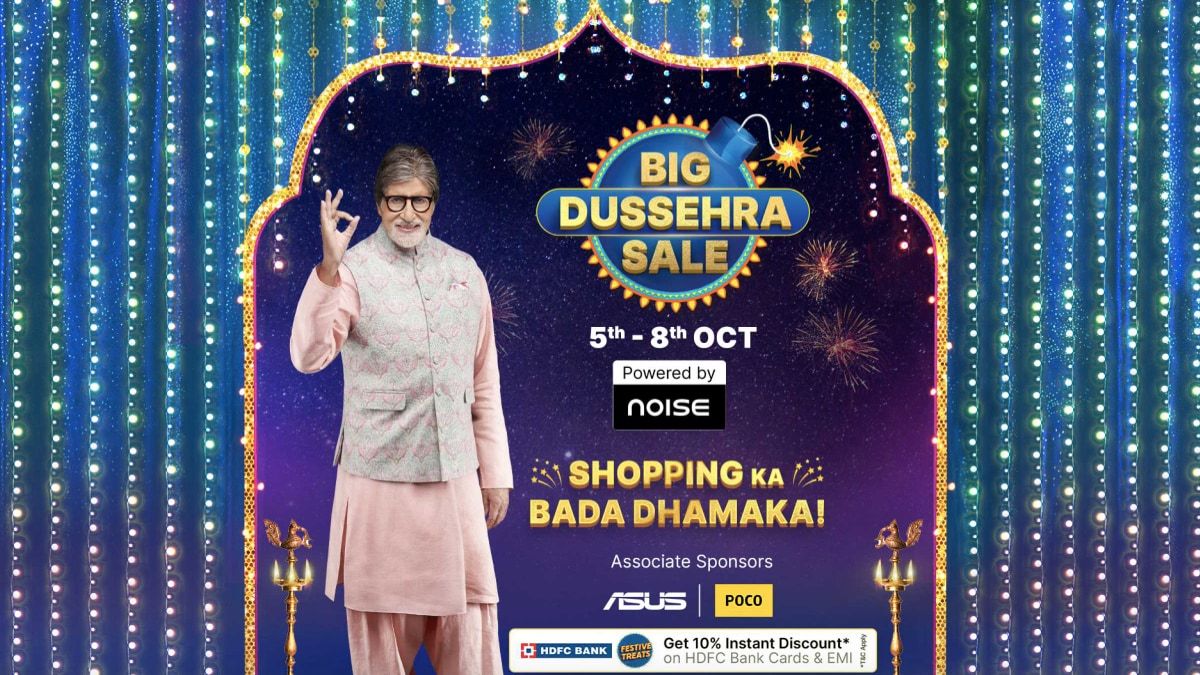 BIG
DUSSEHRA
SALE
5th - 8th OCT
Powered by
NOISE
SHOPPING KA
BADA DHAMAKA!
Associate Sponsors
ASUS
POCO
HDFC BANK
FESTIVE
TREATS
Get 10% Instant Discount*
on HDFC Bank Cards & EMI
*T&C Apply